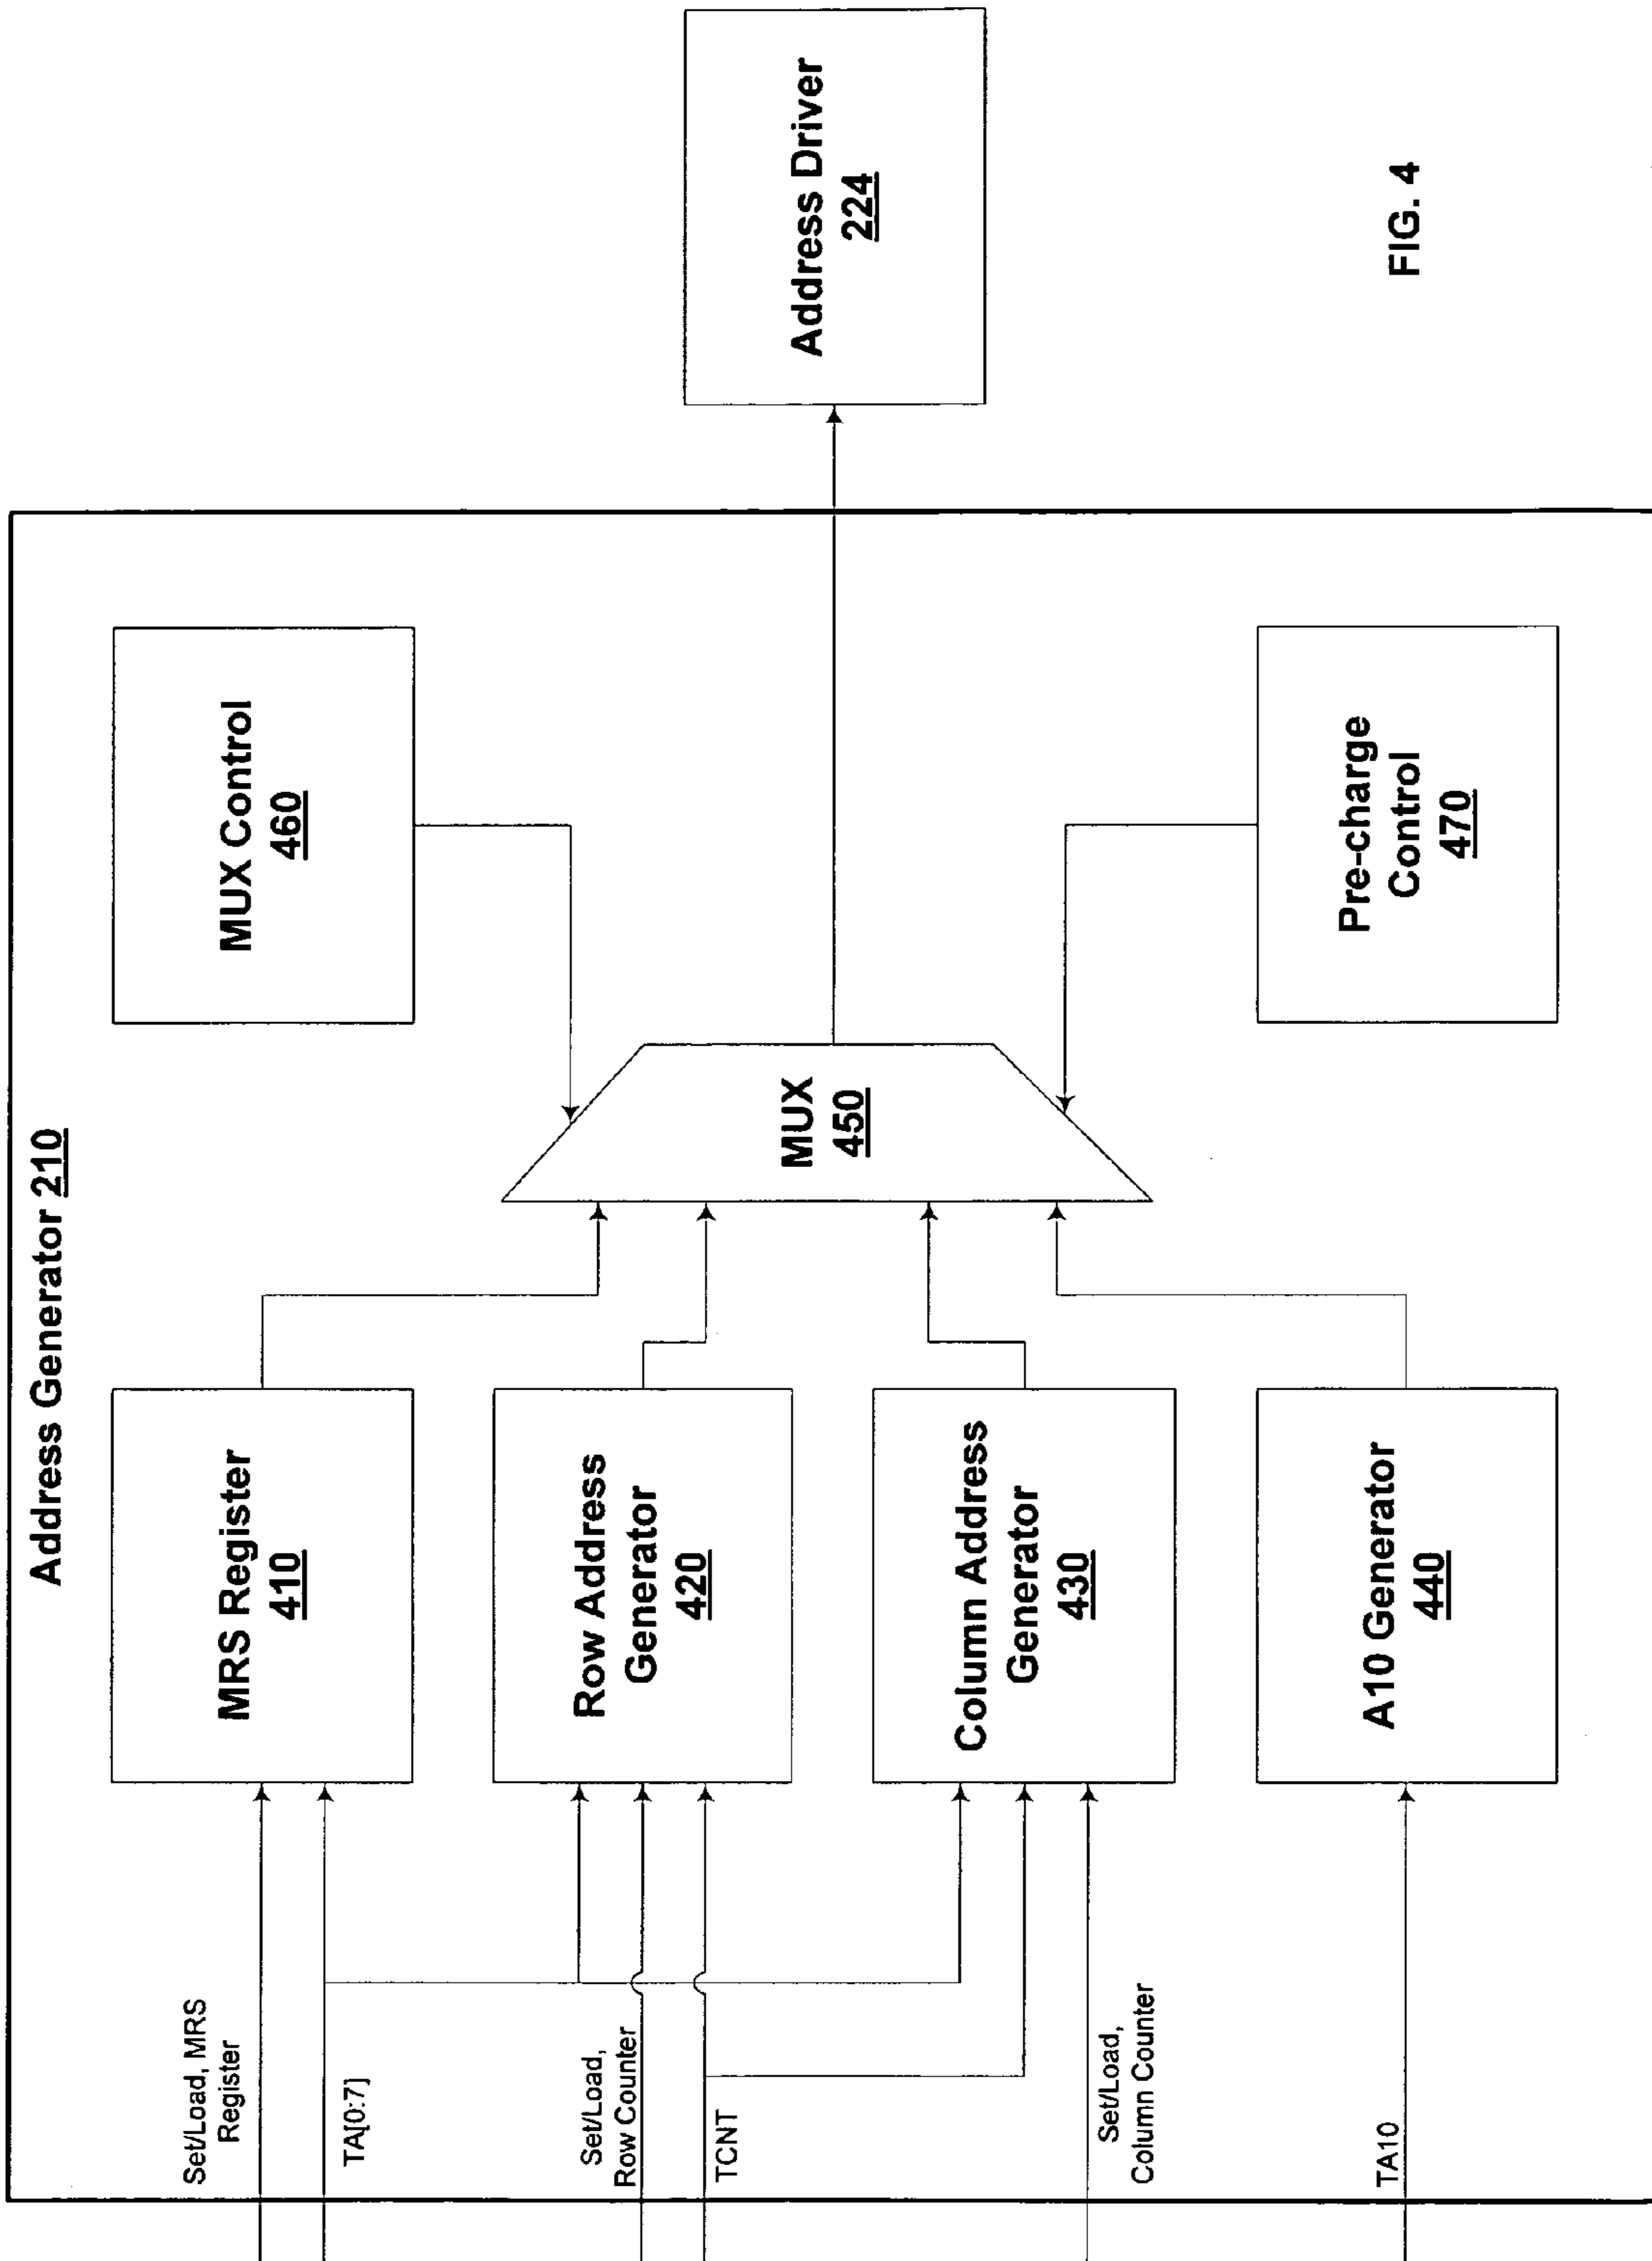 Address Generator 210
Set/Load, MRS
Register
TA[0:7]
Set/Load,
Row Counter
TCNT
Set/Load,
Column Counter
TA10
MRS Register
410
Row Address
Generator
420
Column Address
Generator
430
A10 Generator
440
MUX
450
MUX Control
460
Pre-charge
Control
470
Address Driver
224
FIG. 4